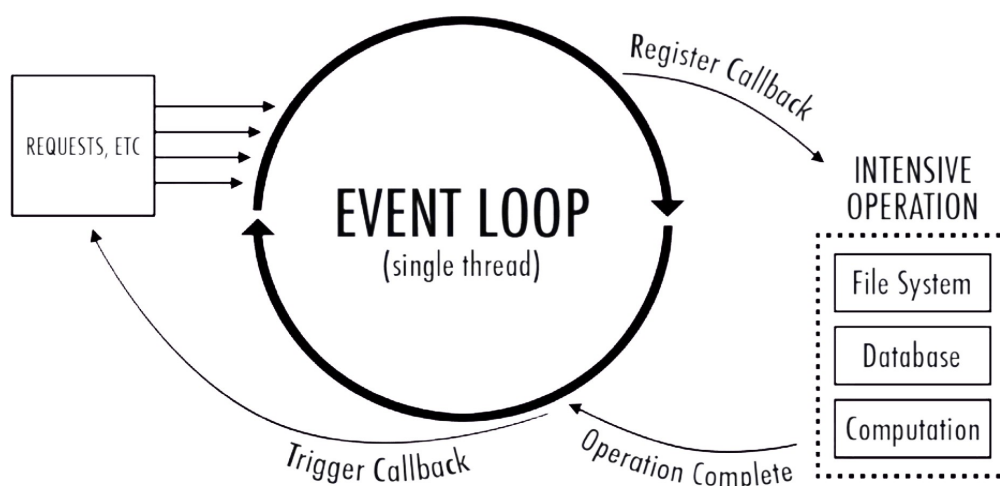 REQUESTS, ETC
EVENT LOOP
(single thread)
Register Callback
INTENSIVE
OPERATION
File System
Database
Computation
Operation Complete
Trigger Callback